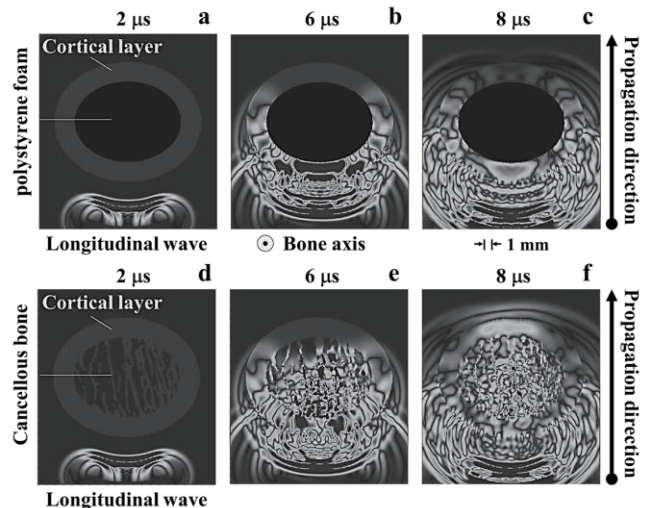 2 μs a 6 μs b 8 μs c
Cortical layer
polystyrene foam
Propagation direction
Longitudinal wave ⊙ Bone axis 1 mm
2 μs d 6 μs e 8 μs f
Cortical layer
Cancellous bone
Propagation direction
Longitudinal wave